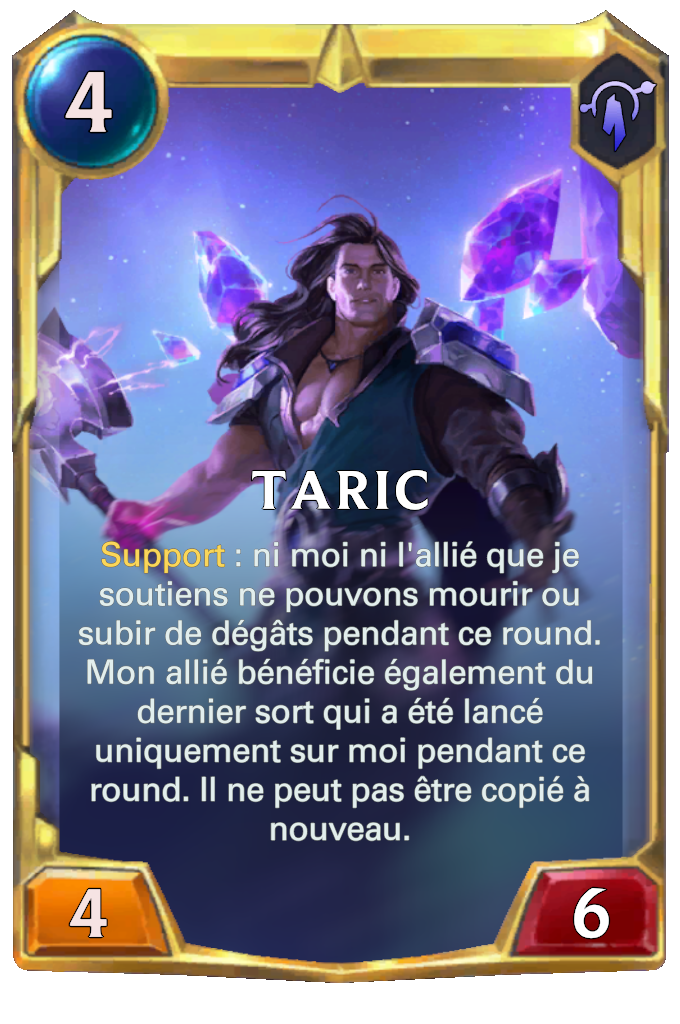 4
TARIC
Support : ni moi ni l'allié que je
soutiens ne pouvons mourir ou
subir de dégâts pendant ce round.
Mon allié bénéficie également du
dernier sort qui a été lancé
uniquement sur moi pendant ce
round. Il ne peut pas être copié à
nouveau.
4
6